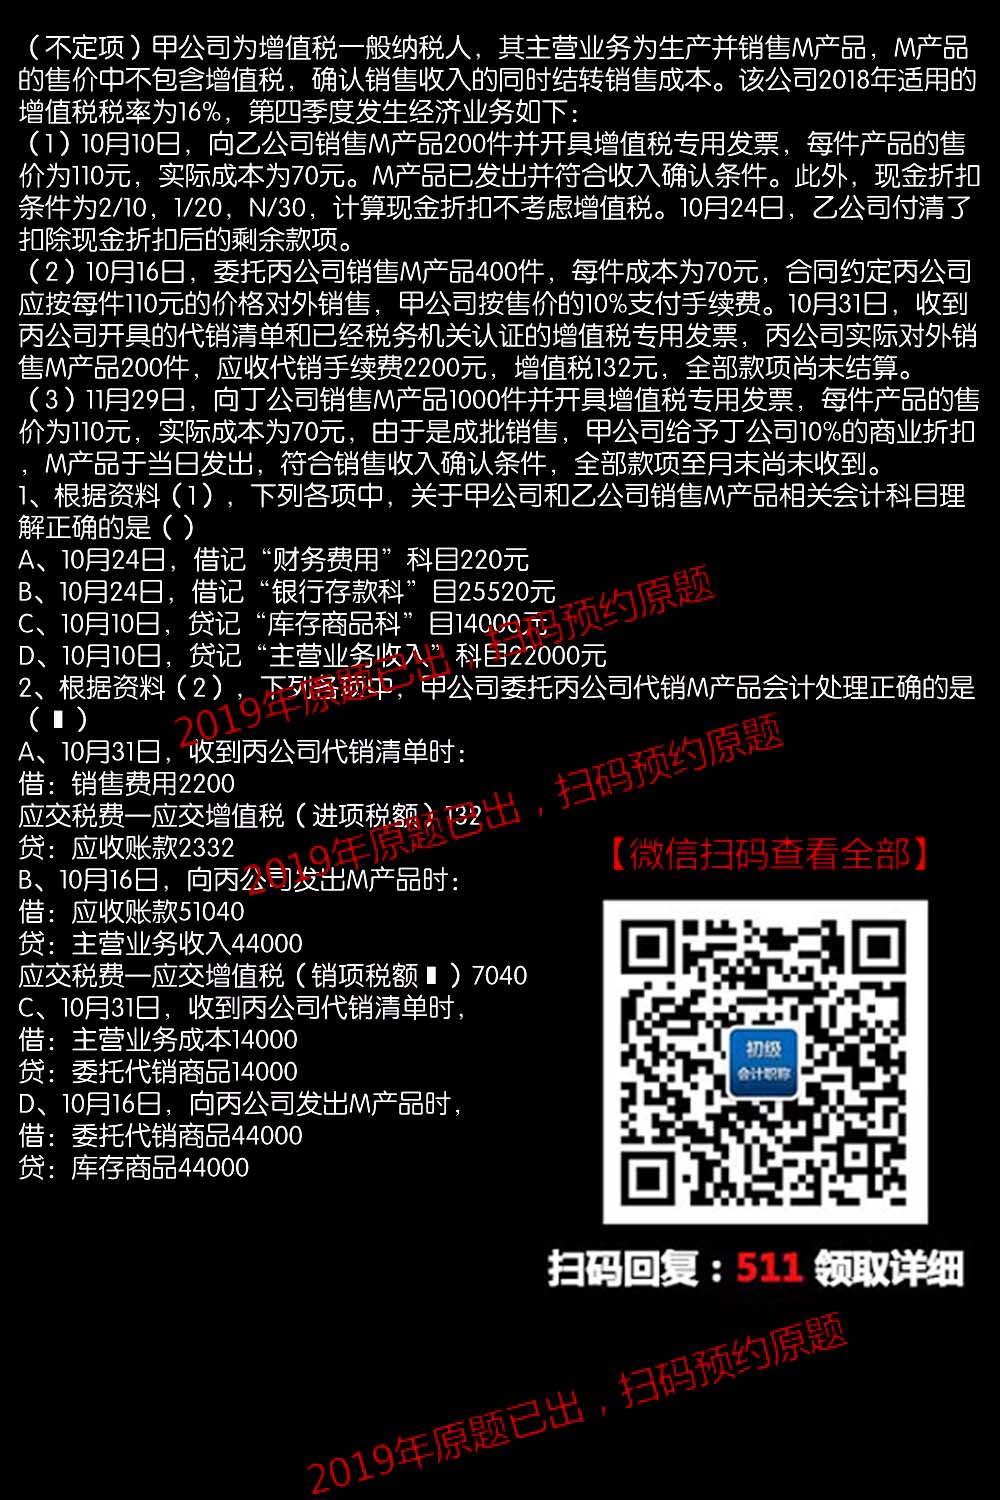 （不定项）甲公司为增值税一般纳税人，其主营业务为生产并销售M产品，M产品
的售价中不包含增值税，确认销售收入的同时结转销售成本。该公司2018年适用的
增值税税率为16%，第四季度发生经济业务如下：
（1）10月10日，向乙公司销售M产品200件并开具增值税专用发票，每件产品的售
价为110元，实际成本为70元。M产品已发出并符合收入确认条件。此外，现金折扣
条件为2/10，1/20，N/30，计算现金折扣不考虑增值税。10月24日，乙公司付清了
扣除现金折扣后的剩余款项。
（2）10月16日，委托丙公司销售M产品400件，每件成本为70元，合同约定丙公司
应按每件110元的价格对外销售，甲公司按售价的10%支付手续费。10月31日，收到
丙公司开具的代销清单和已经税务机关认证的增值税专用发票，丙公司实际对外销
售M产品200件，应收代销手续费2200元，增值税132元，全部款项尚未结算。
（3）11月29日，向丁公司销售M产品1000件并开具增值税专用发票，每件产品的售
价为110元，实际成本为70元，由于是成批销售，甲公司给予丁公司10%的商业折扣
，M产品于当日发出，符合销售收入确认条件，全部款项至月末尚未收到。
1、根据资料（1），下列各项中，关于甲公司和乙公司销售M产品相关会计科目理
解正确的是（ ）
A、10月24日，借记“财务费用”科目220元
B、10月24日，借记“银行存款科”目25520元
C、10月10日，贷记“库存商品科”目14000元
D、10月10日，贷记“主营业务收入”科目22000元
2、根据资料（2），下列各项中，甲公司委托丙公司代销M产品会计处理正确的是
（ ）
A、10月31日，收到丙公司代销清单时：
借：销售费用2200
应交税费—应交增值税（进项税额）132
贷：应收账款2332
B、10月16日，向丙公司发出M产品时：
借：应收账款51040
贷：主营业务收入44000
应交税费—应交增值税（销项税额 ）7040
C、10月31日，收到丙公司代销清单时，
借：主营业务成本14000
贷：委托代销商品14000
D、10月16日，向丙公司发出M产品时，
借：委托代销商品44000
贷：库存商品44000
2019年原题已出，扫码预约原题
2019年原题已出，扫码预约原题
【微信扫码查看全部】
初级
会计职称
扫码回复：511 领取详细
2019年原题已出，扫码预约原题